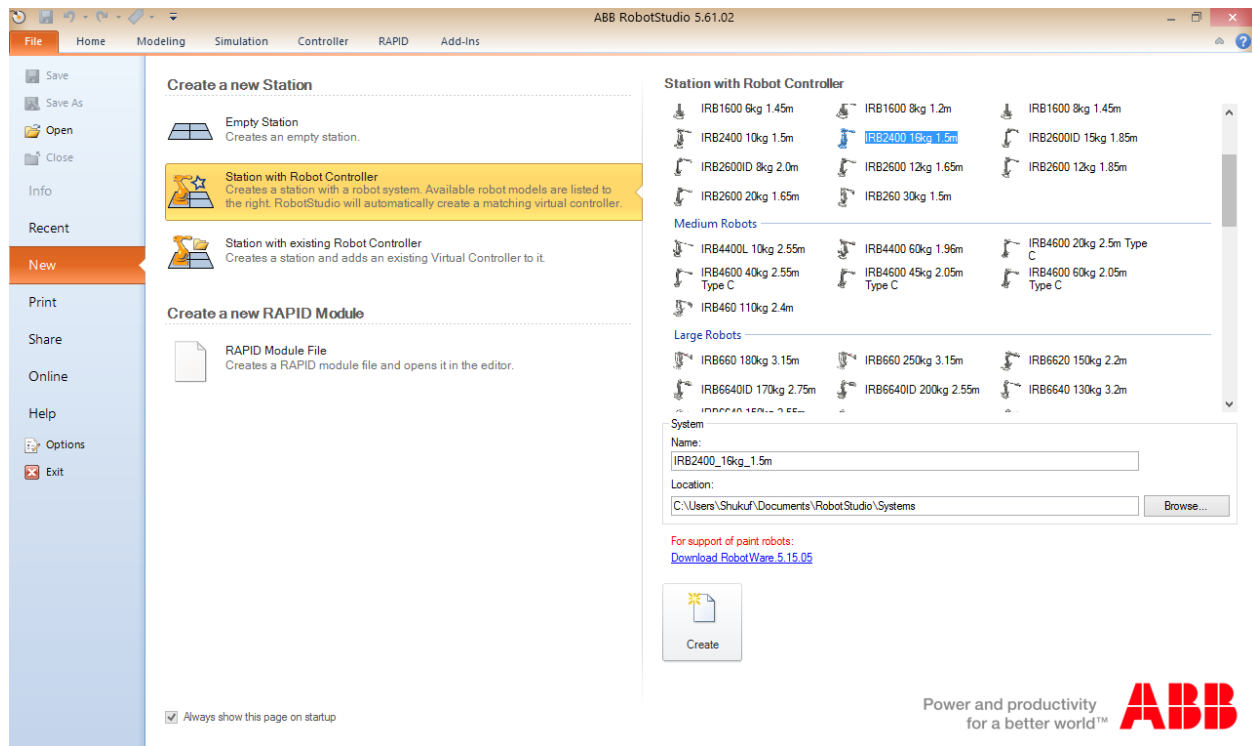 ABB RobotStudio 5.61.02
File Home Modeling Simulation Controller RAPID Add-Ins
Save
Save As
Open
Close
Info
Recent
New
Print
Share
Online
Help
Options
Exit
Create a new Station
Empty Station
Creates an empty station.
Station with Robot Controller
Creates a station with a robot system. Available robot models are listed to
the right. RobotStudio will automatically create a matching virtual controller.
Station with existing Robot Controller
Creates a station and adds an existing Virtual Controller to it.
Create a new RAPID Module
RAPID Module File
Creates a RAPID module file and opens it in the editor.
Always show this page on startup
Station with Robot Controller
IRB1600 6kg 1.45m IRB1600 8kg 1.2m IRB1600 8kg 1.45m
IRB2400 10kg 1.5m IRB2400 16kg 1.5m IRB2600ID 15kg 1.85m
IRB2600ID 8kg 2.0m IRB2600 12kg 1.65m IRB2600 12kg 1.85m
IRB2600 20kg 1.65m IRB260 30kg 1.5m
Medium Robots
IRB4400L 10kg 2.55m IRB4400 60kg 1.96m IRB4600 20kg 2.5m Type
C
IRB4600 40kg 2.55m IRB4600 45kg 2.05m IRB4600 60kg 2.05m
Type C Type C Type C
IRB460 110kg 2.4m
Large Robots
IRB660 180kg 3.15m IRB660 250kg 3.15m IRB6620 150kg 2.2m
IRB6640ID 170kg 2.75m IRB6640ID 200kg 2.55m IRB6640 130kg 3.2m
System
Name:
IRB2400_16kg_1.5m
Location:
C:\Users\Shukuf\Documents\RobotStudio\Systems Browse...
For support of paint robots:
Download RobotWare.5.15.05
Create
Power and productivity
for a better world™
ABB